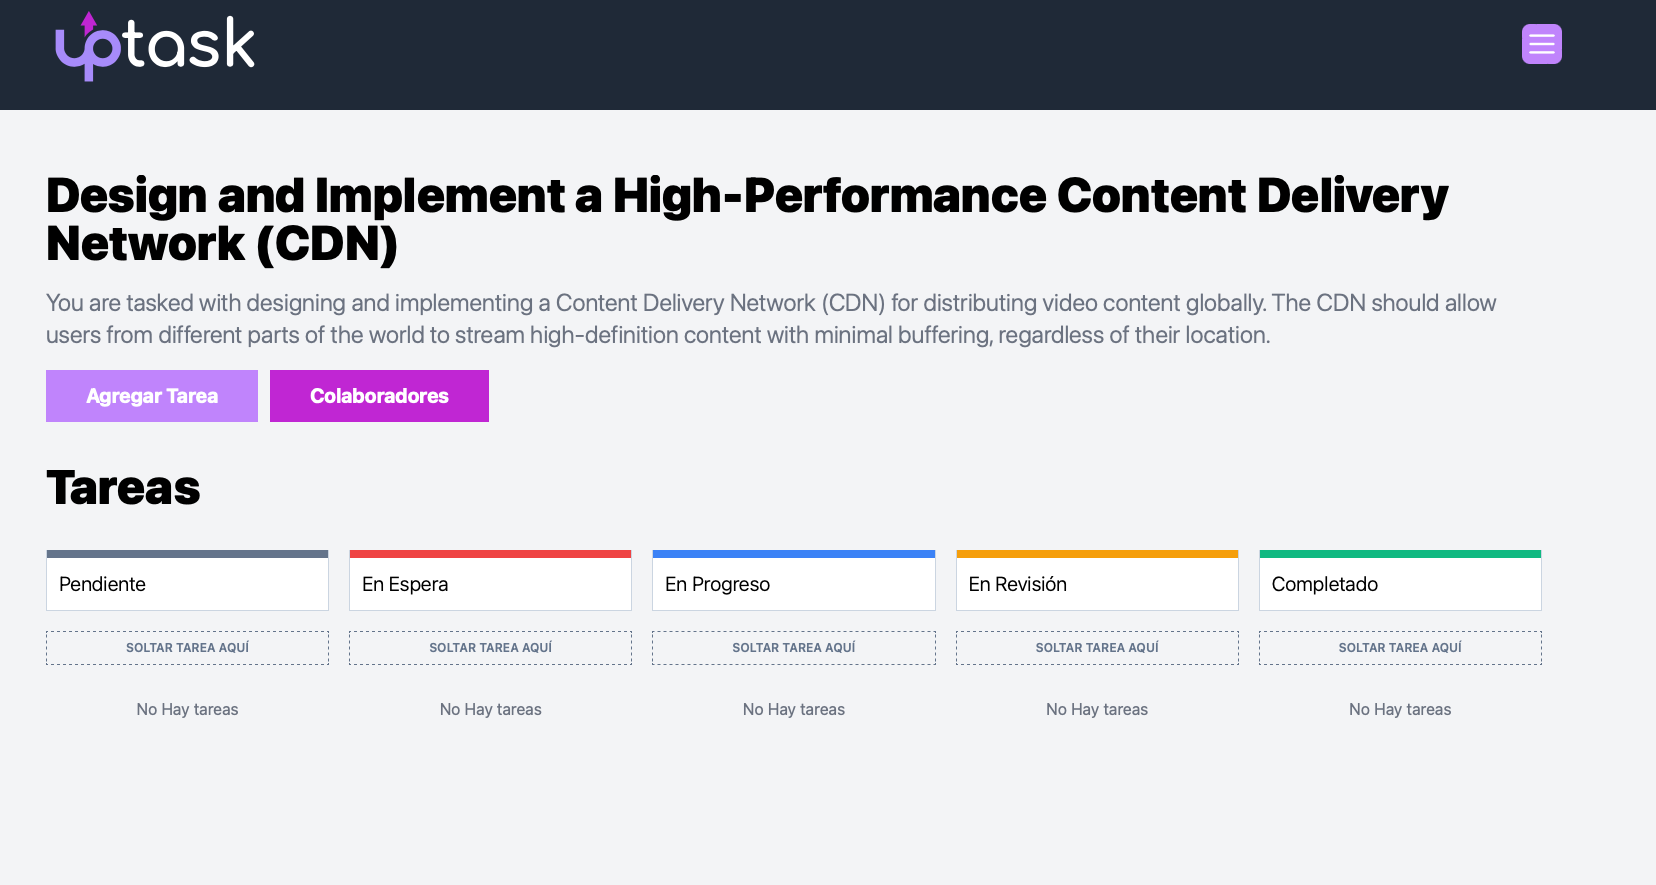 uptask
Design and Implement a High-Performance Content Delivery
Network (CDN)
You are tasked with designing and implementing a Content Delivery Network (CDN) for distributing video content globally. The CDN should allow
users from different parts of the world to stream high-definition content with minimal buffering, regardless of their location.
Agregar Tarea Colaboradores
Tareas
Pendiente En Espera En Progreso En Revisión Completado
SOLTAR TAREA AQUÍ SOLTAR TAREA AQUÍ SOLTAR TAREA AQUÍ SOLTAR TAREA AQUÍ SOLTAR TAREA AQUÍ
No Hay tareas No Hay tareas No Hay tareas No Hay tareas No Hay tareas